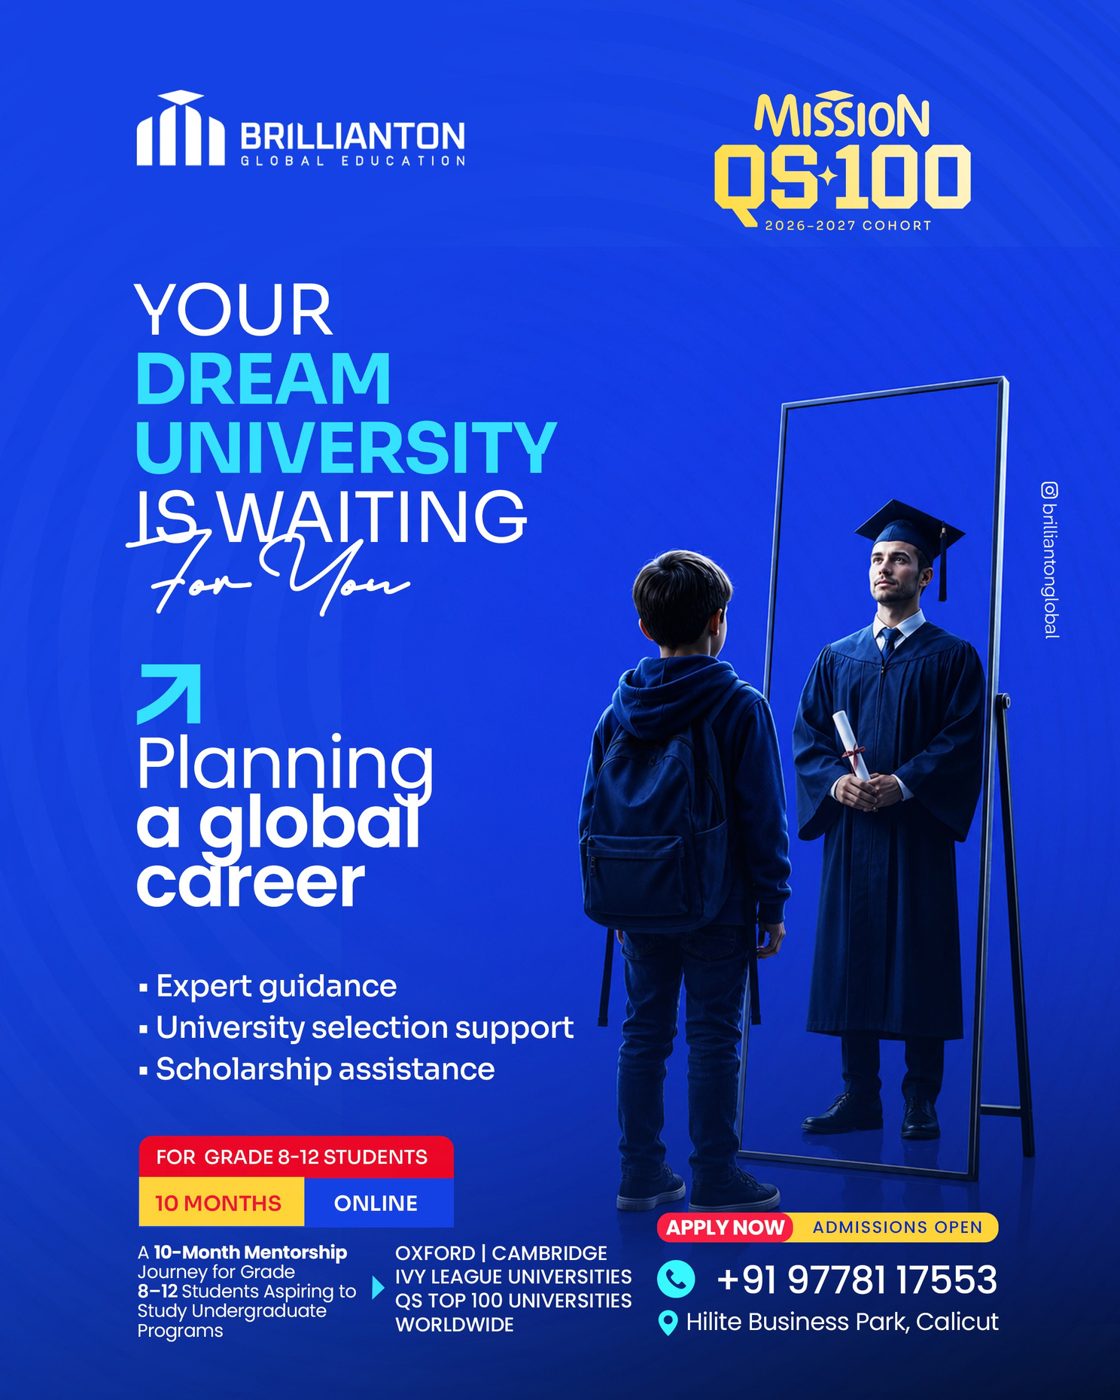 BRILLIANTON
GLOBAL EDUCATION
MISSION
QS 100
2026-2027 COHORT
YOUR
DREAM
UNIVERSITY
IS WAITING
For You
brilliantonglobal
Planning
a global
career
▪ Expert guidance
▪ University selection support
▪ Scholarship assistance
FOR GRADE 8-12 STUDENTS
10 MONTHS
ONLINE
A 10-Month Mentorship
Journey for Grade
8–12 Students Aspiring to
Study Undergraduate
Programs
OXFORD | CAMBRIDGE
IVY LEAGUE UNIVERSITIES
QS TOP 100 UNIVERSITIES
WORLDWIDE
APPLY NOW
ADMISSIONS OPEN
+91 97781 17553
Hilite Business Park, Calicut